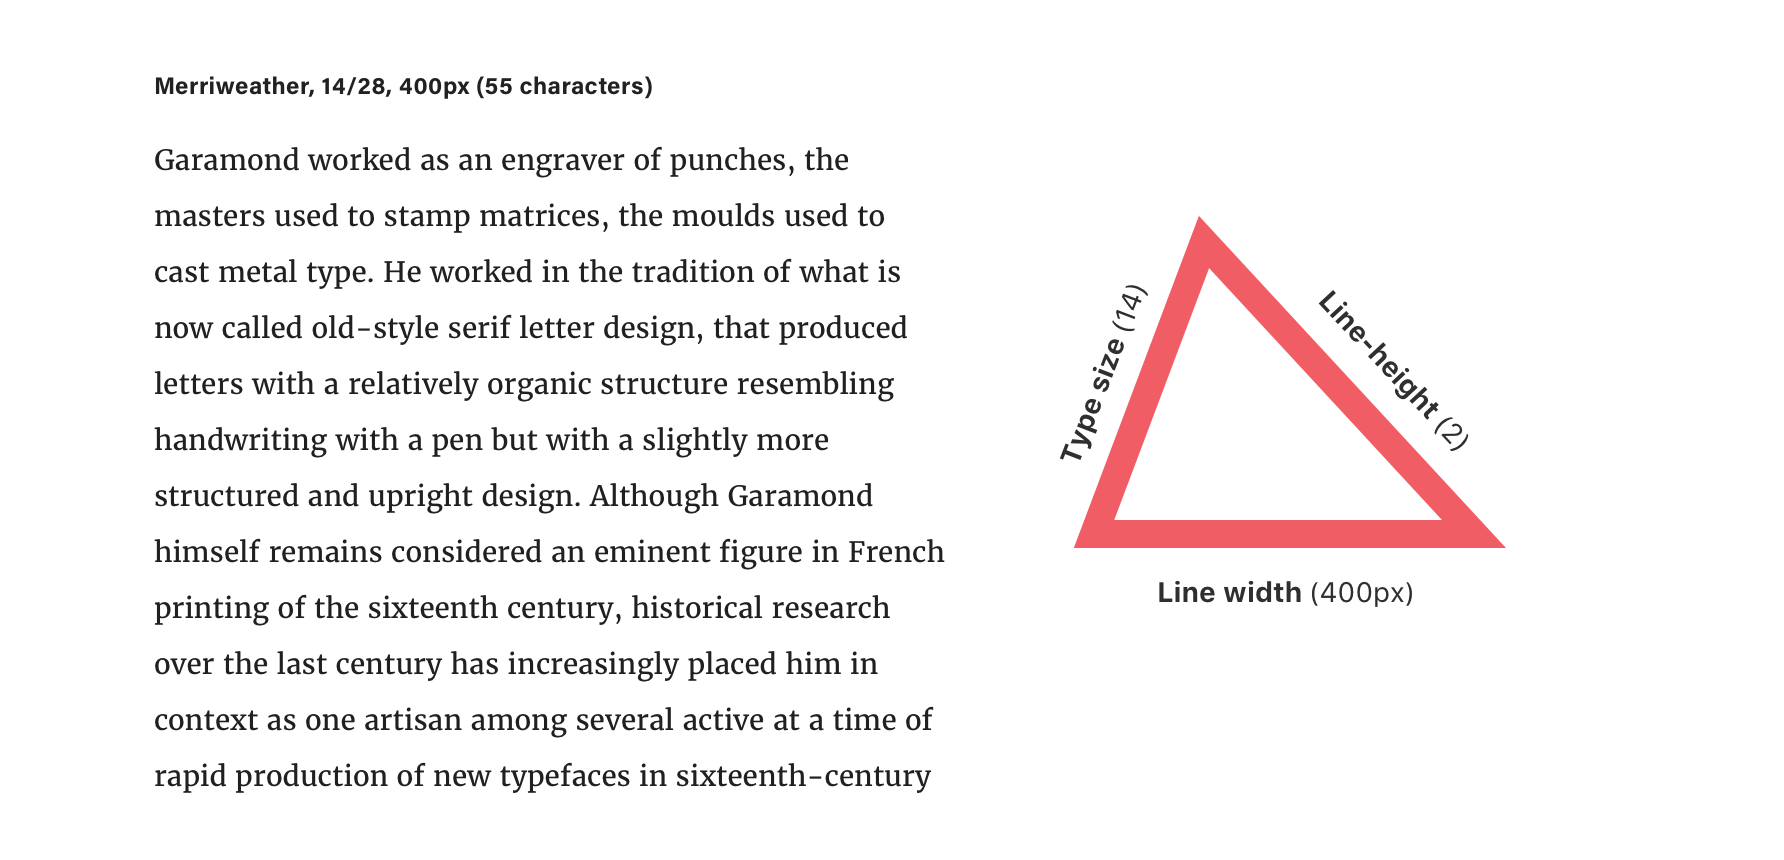 Merriweather, 14/28, 400px (55 characters)
Garamond worked as an engraver of punches, the
masters used to stamp matrices, the moulds used to
cast metal type. He worked in the tradition of what is
now called old-style serif letter design, that produced
letters with a relatively organic structure resembling
handwriting with a pen but with a slightly more
structured and upright design. Although Garamond
himself remains considered an eminent figure in French
printing of the sixteenth century, historical research
over the last century has increasingly placed him in
context as one artisan among several active at a time of
rapid production of new typefaces in sixteenth-century
Type size (14)
Line-height (2)
Line width (400px)